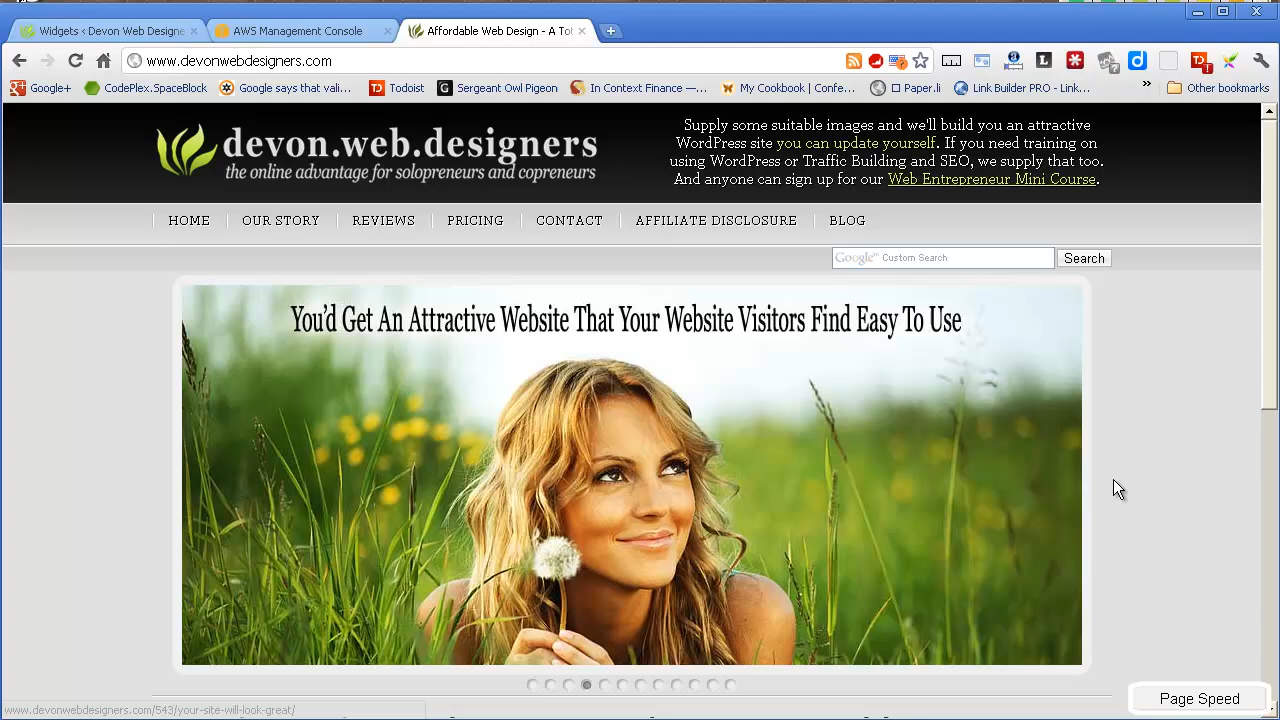 Widgets ‹ Devon Web Designe
AWS Management Console
Affordable Web Design - A To
www.devonwebdesigners.com
Google+
CodePlex.SpaceBlock
Google says that vali...
Todoist
Sergeant Owl Pigeon
In Context Finance —...
My Cookbook | Confe...
Paper.li
Link Builder PRO - Link...
»
Other bookmarks
devon.web.designers
the online advantage for solopreneurs and copreneurs
Supply some suitable images and we'll build you an attractive
WordPress site you can update yourself. If you need training on
using WordPress or Traffic Building and SEO, we supply that too.
And anyone can sign up for our Web Entrepreneur Mini Course.
HOME
OUR STORY
REVIEWS
PRICING
CONTACT
AFFILIATE DISCLOSURE
BLOG
Google™ Custom Search
Search
You'd Get An Attractive Website That Your Website Visitors Find Easy To Use
Page Speed
www.devonwebdesigners.com/543/your-site-will-look-great/